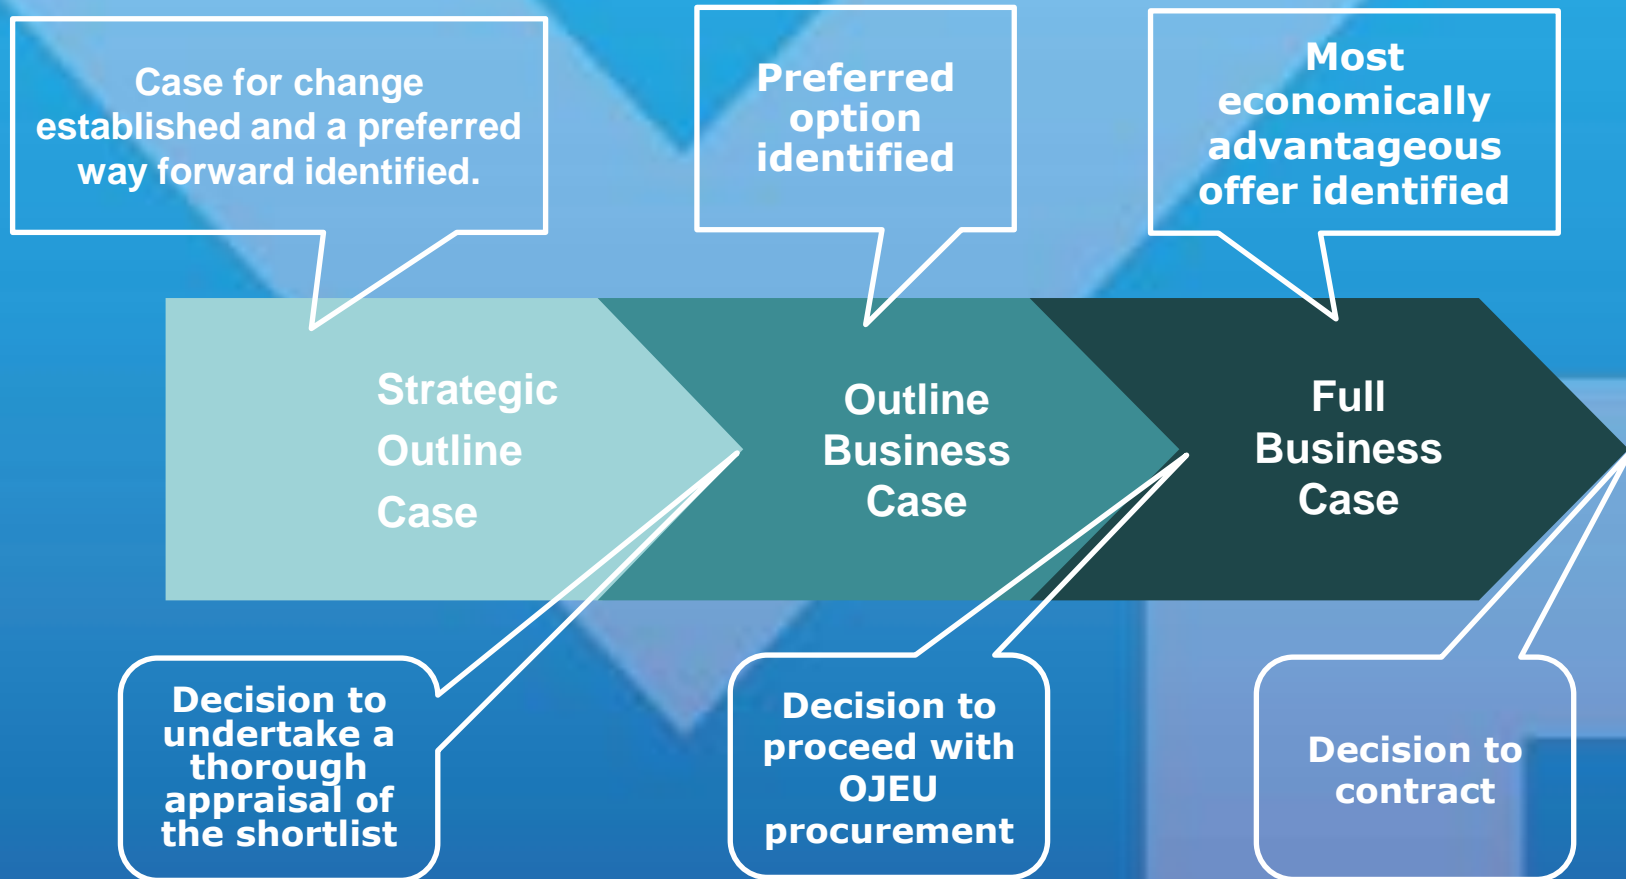 Case for change
established and a preferred
way forward identified.
Preferred
option
identified
Most
economically
advantageous
offer identified
Strategic
Outline
Case
Outline
Business
Case
Full
Business
Case
Decision to
undertake a
thorough
appraisal of
the shortlist
Decision to
proceed with
OJEU
procurement
Decision to
contract